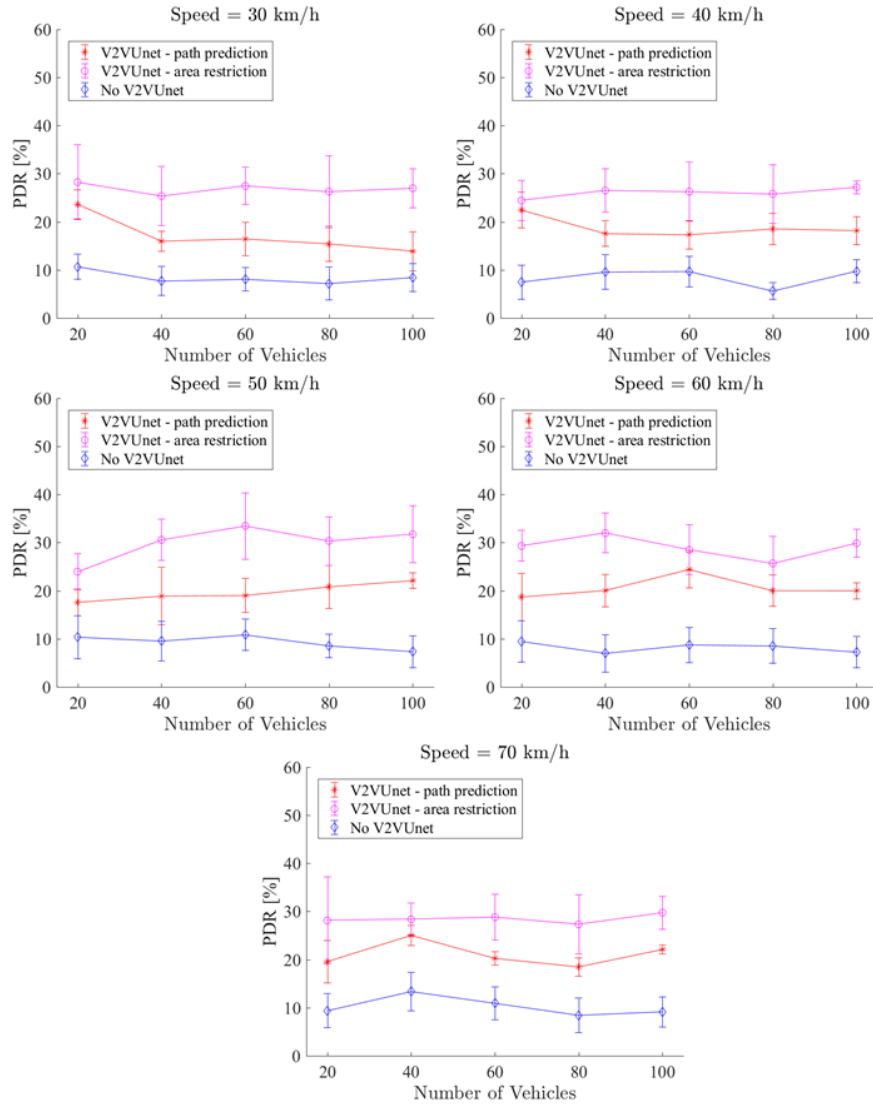 Speed = 30 km/h
60
50
40
30
20
10
0
PDR [%]
V2VUnet - path prediction
V2VUnet - area restriction
No V2VUnet
20 40 60 80 100
Number of Vehicles
Speed = 40 km/h
60
50
40
30
20
10
0
PDR [%]
V2VUnet - path prediction
V2VUnet - area restriction
No V2VUnet
20 40 60 80 100
Number of Vehicles
Speed = 50 km/h
60
50
40
30
20
10
0
PDR [%]
V2VUnet - path prediction
V2VUnet - area restriction
No V2VUnet
20 40 60 80 100
Number of Vehicles
Speed = 60 km/h
60
50
40
30
20
10
0
PDR [%]
V2VUnet - path prediction
V2VUnet - area restriction
No V2VUnet
20 40 60 80 100
Number of Vehicles
Speed = 70 km/h
60
50
40
30
20
10
0
PDR [%]
V2VUnet - path prediction
V2VUnet - area restriction
No V2VUnet
20 40 60 80 100
Number of Vehicles